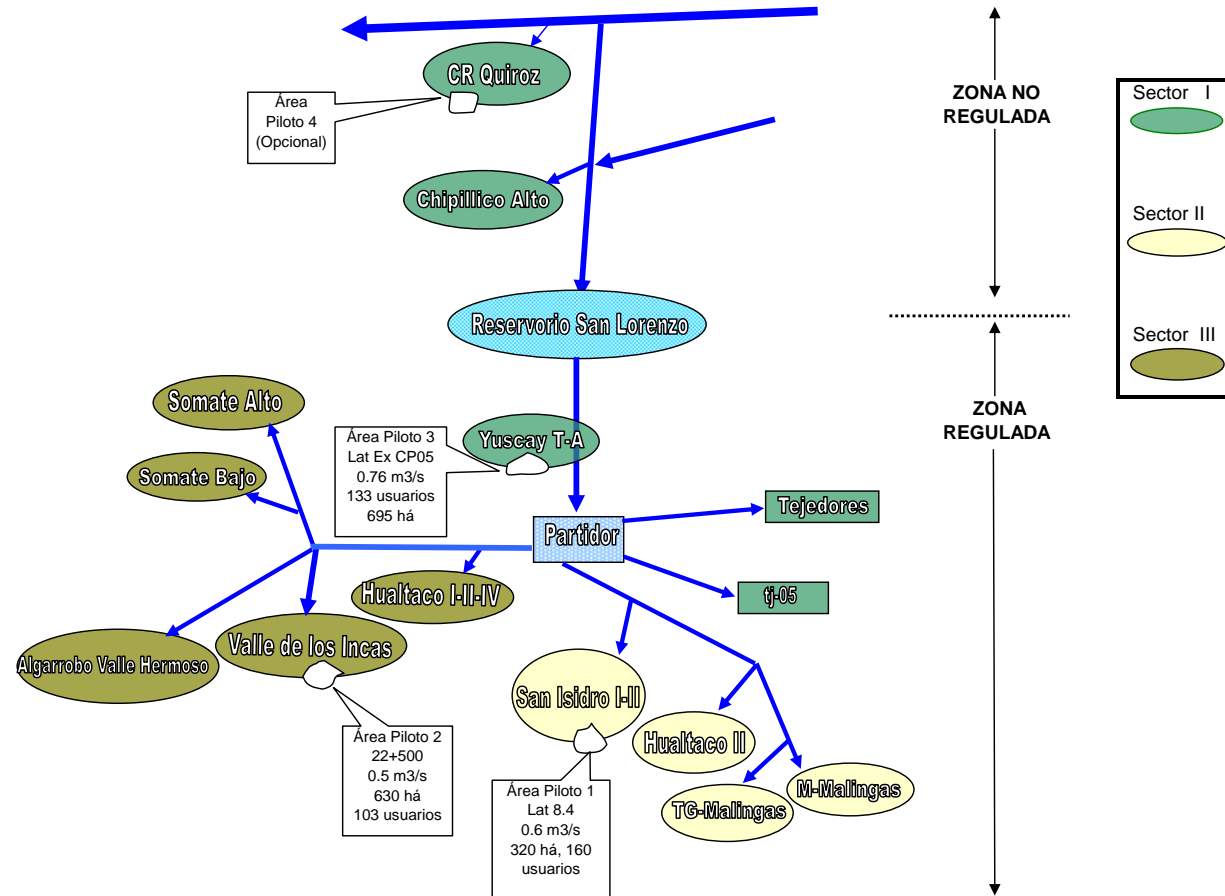 CR Quiroz
Área
Piloto 4
(Opcional)
ZONA NO
REGULADA
Sector I
Chipillico Alto
Sector II
Reservorio San Lorenzo
Sector III
Somate Alto
ZONA
REGULADA
Área Piloto 3
Lat Ex CP05
0.76 m3/s
133 usuarios
695 há
Yuscay T-A
Somate Bajo
Tejedores
Partidor
Hualtaco I-II-IV
tj-05
Algarrobo Valle Hermoso
Valle de los Incas
San Isidro I-II
Área Piloto 2
22+500
0.5 m3/s
630 há
103 usuarios
Hualtaco II
M-Malingas
TG-Malingas
Área Piloto 1
Lat 8.4
0.6 m3/s
320 há, 160
usuarios